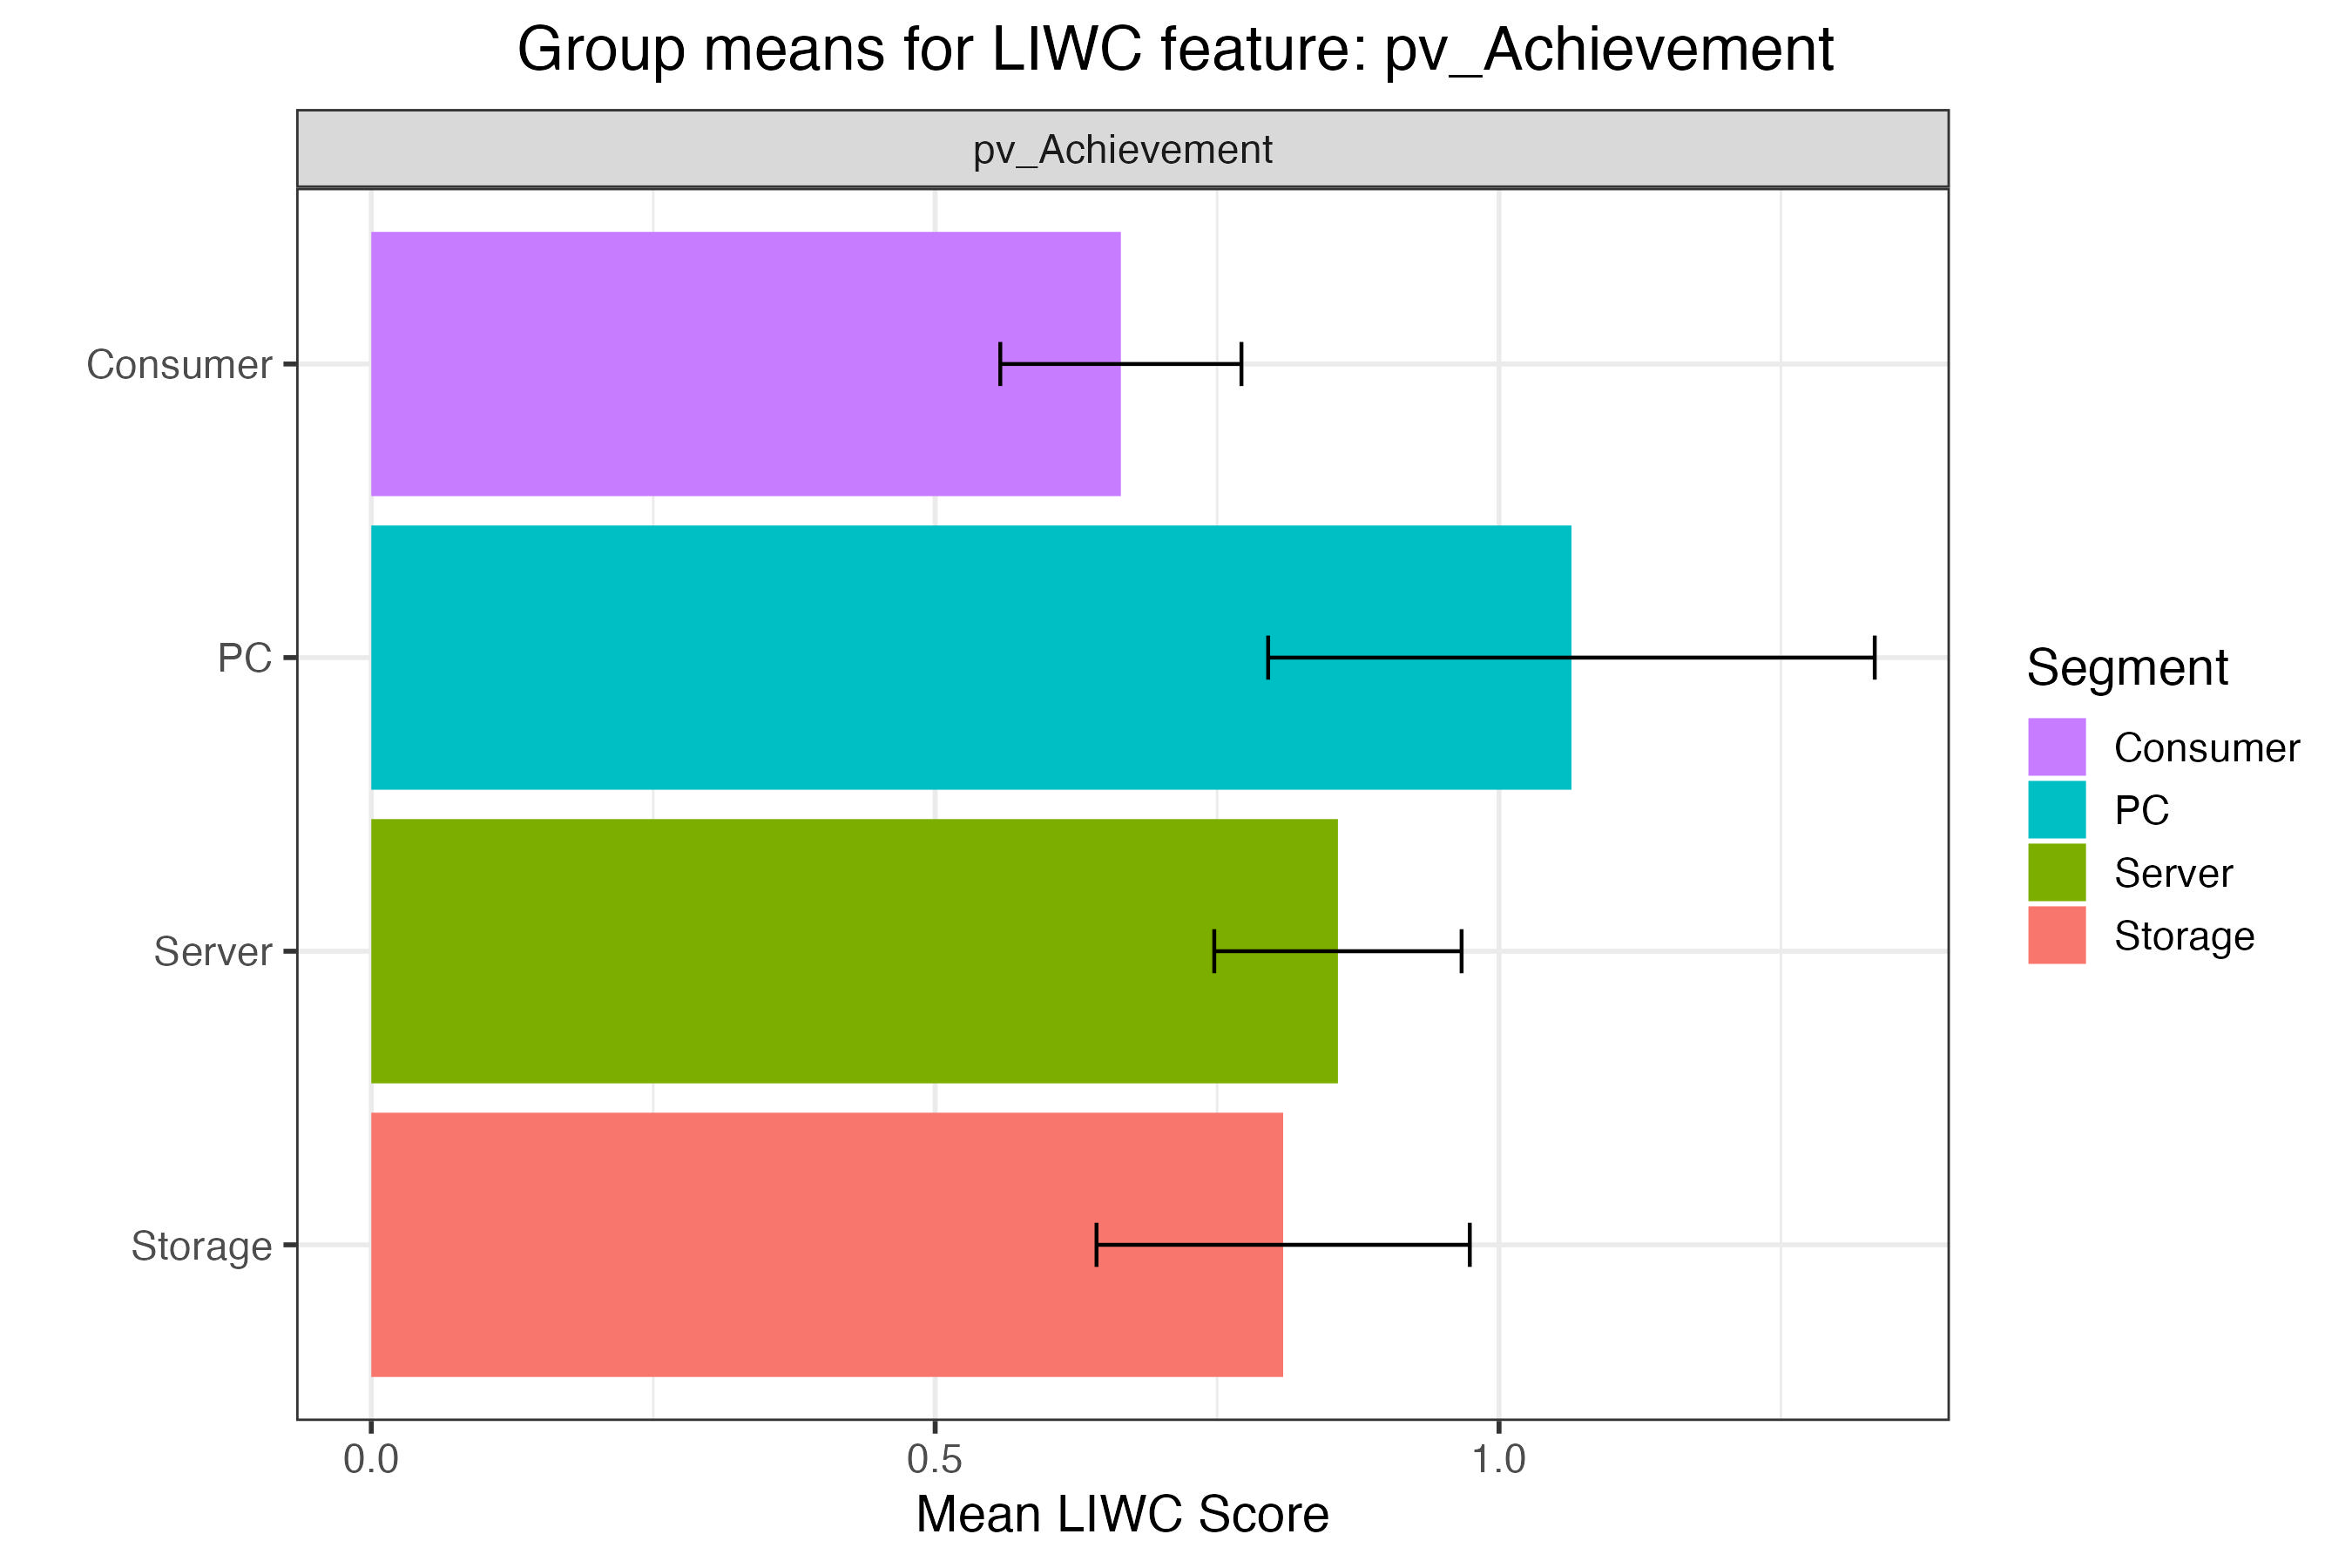 Group means for LIWC feature: pv_Achievement
pv_Achievement
Consumer
PC
Server
Storage
0.0
0.5
1.0
Mean LIWC Score
Segment
Consumer
PC
Server
Storage